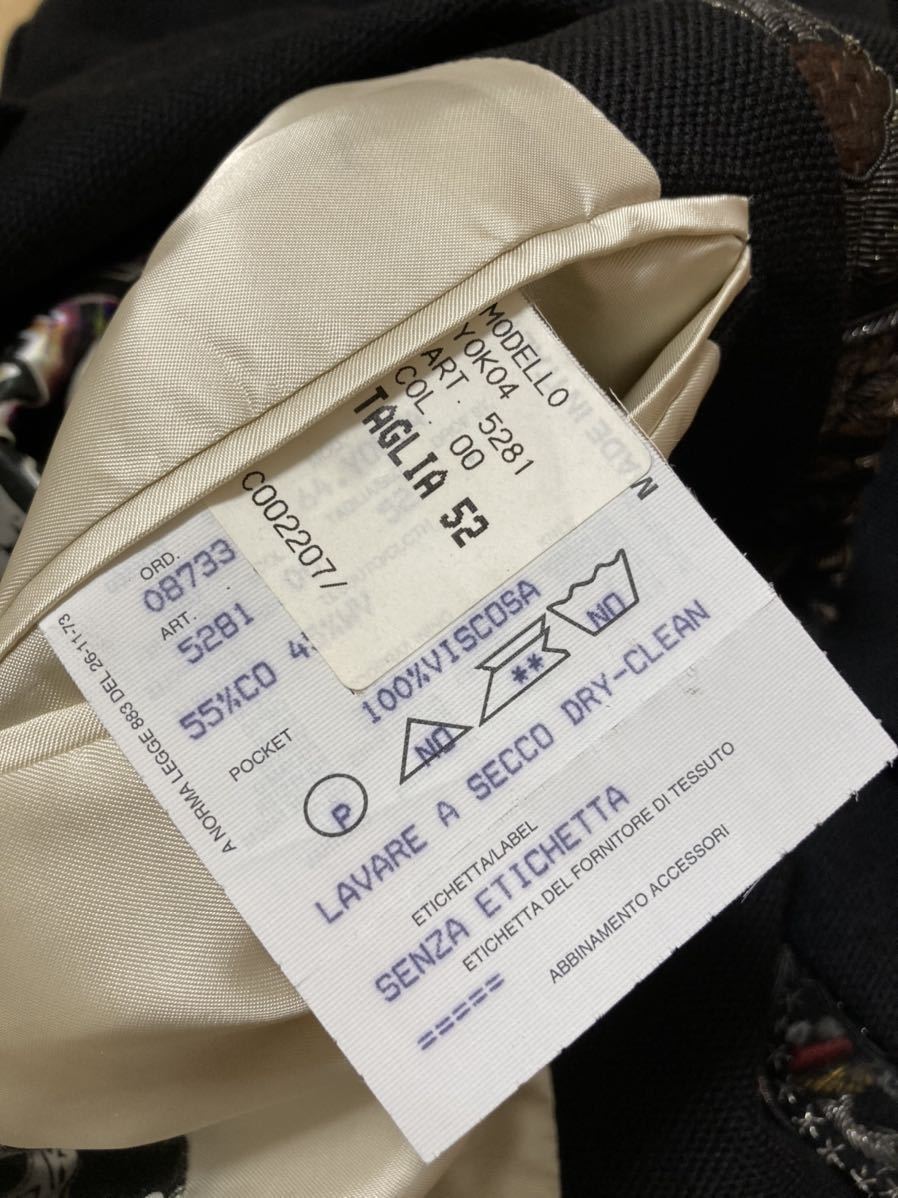 MODELLO
YOK04
ART. 5281
COL. 00
TAGLIA 52
C002207/
ADE IN
ORD.
08733
ART.
5281
55%CO
POCKET
100%VISCOSA
P
NO
**
NO
LAVARE A SECCO DRY-CLEAN
ETICHETTA/LABEL
SENZA ETICHETTA
ETICHETTA DEL FORNITORE DI TESSUTO
=====
ABBINAMENTO ACCESSORI
A NORMA LEGGE 883 DEL 26-11-73